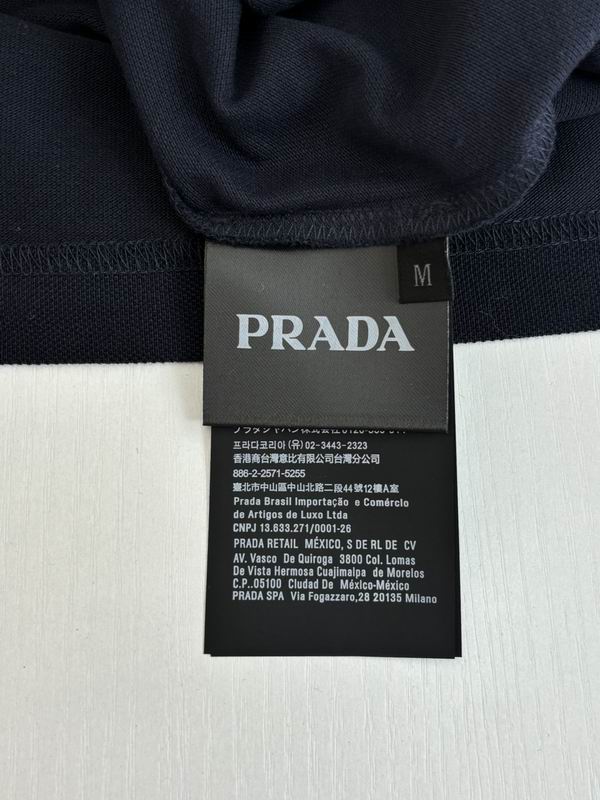 M
PRADA
프라다코리아 (유) 02-3443-2323
香港商台灣意比有限公司台灣分公司
886-2-2571-5255
臺北市中山區中山北路二段44號12樓A室
Prada Brasil Importação e Comércio
de Artigos de Luxo Ltda
CNPJ 13.633.271/0001-26
PRADA RETAIL MÉXICO, S DE RL DE CV
AV. Vasco De Quiroga 3800 Col. Lomas
De Vista Hermosa Cuajimalpa de Morelos
C.P..05100 Ciudad De México-México
PRADA SPA Via Fogazzaro,28 20135 Milano